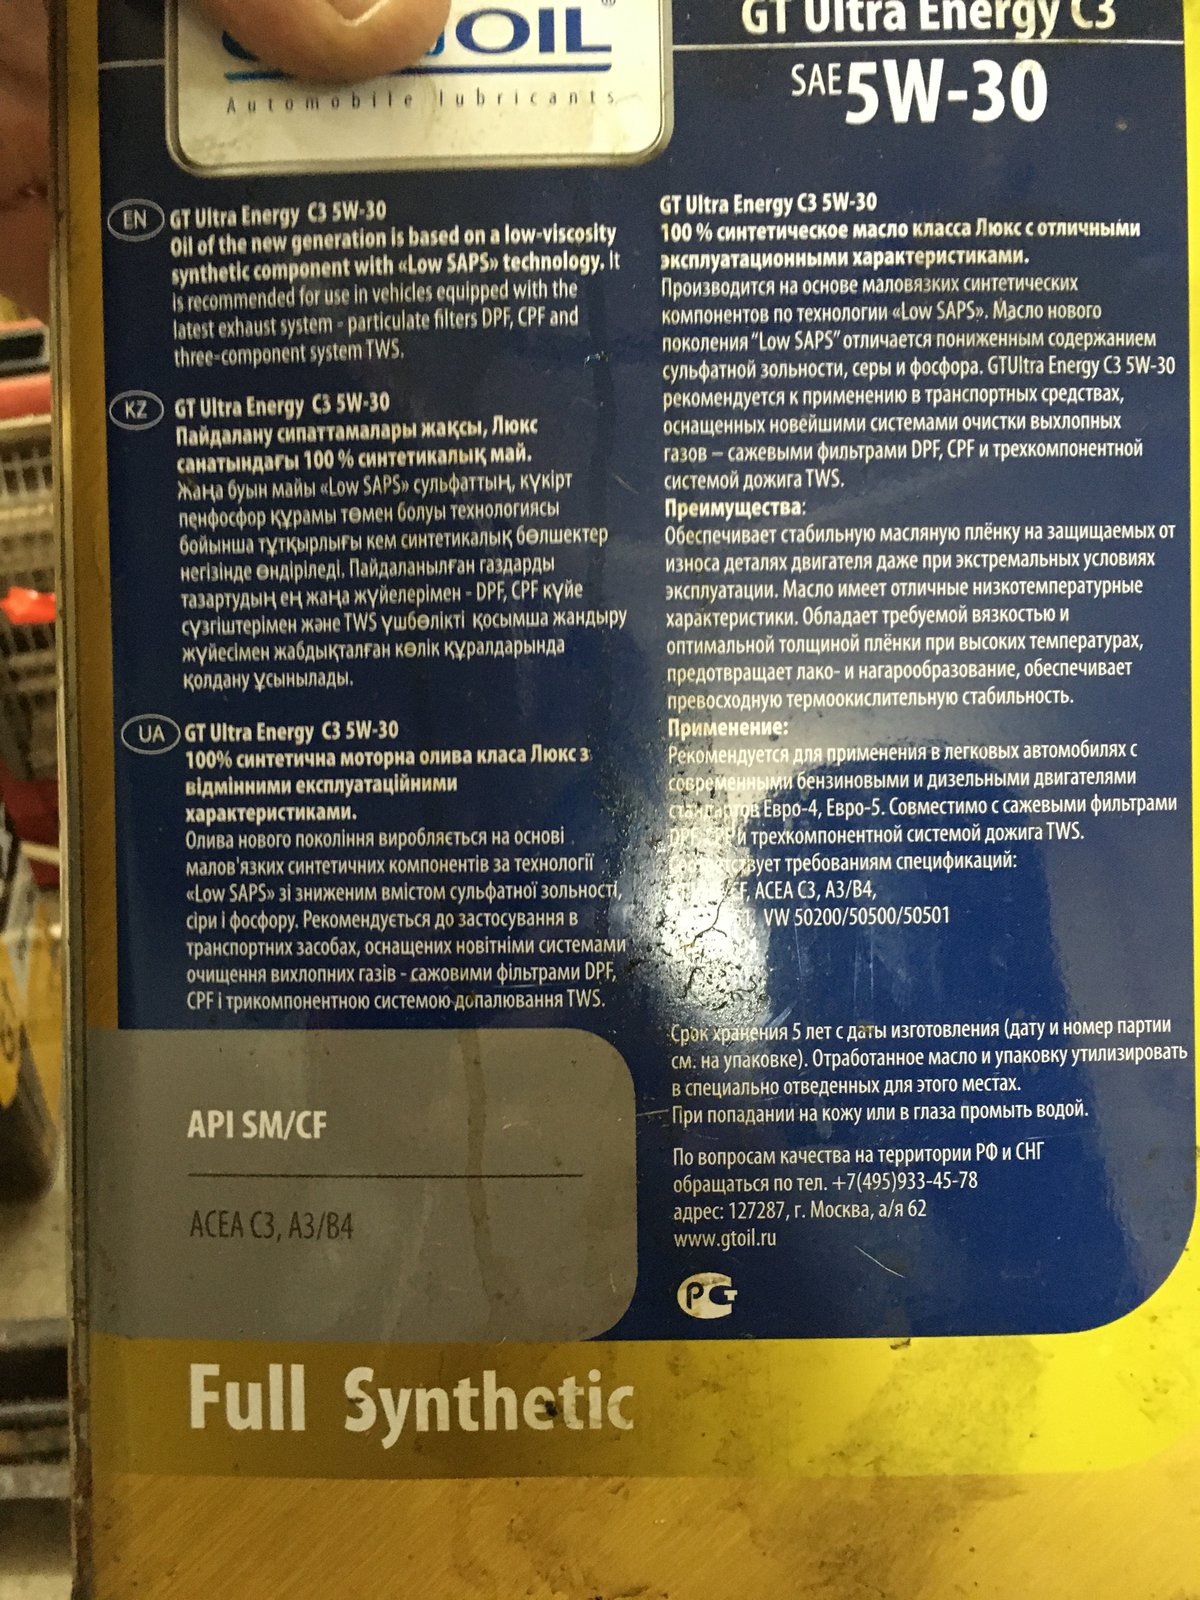 OIL
®
Automobile lubricants
GT Ultra Energy C3
SAE 5W-30
EN
GT Ultra Energy C3 5W-30
Oil of the new generation is based on a low-viscosity
synthetic component with «Low SAPS» technology. It
is recommended for use in vehicles equipped with the
latest exhaust system - particulate filters DPF, CPF and
three-component system TWS.
KZ
GT Ultra Energy C3 5W-30
Пайдалану сипаттамалары жақсы, Люкс
санатындағы 100 % синтетикалық май.
Жаңа буын майы «Low SAPS» сульфаттың, күкірт
пенфосфор құрамы төмен болуы технологиясы
бойынша тұтқырлығы кем синтетикалық бөлшектер
негізінде өндіріледі. Пайдаланылған газдарды
тазартудың ең жаңа жүйелерімен - DPF, CPF күйе
сүзгіштерімен және TWS үшбөлікті қосымша жандыру
жүйесімен жабдықталған көлік құралдарында
қолдану ұсынылады.
UA
GT Ultra Energy C3 5W-30
100% синтетична моторна олива класа Люкс з
відмінними експлуатаційними
характеристиками.
Олива нового покоління виробляється на основі
малов'язких синтетичних компонентів за технології
«Low SAPS» зі зниженим вмістом сульфатної зольності,
сіри і фосфору. Рекомендується до застосування в
транспортних засобах, оснащених новітніми системами
очищення вихлопних газів - сажовими фільтрами DPF,
CPF і трикомпонентною системою допалювання TWS.
API SM/CF
ACEA C3, A3/B4
Full Synthetic
GT Ultra Energy C3 5W-30
100 % синтетическое масло класса Люкс с отличными
эксплуатационными характеристиками.
Производится на основе маловязких синтетических
компонентов по технологии «Low SAPS». Масло нового
поколения "Low SAPS" отличается пониженным содержанием
сульфатной зольности, серы и фосфора. GTUltra Energy C3 5W-30
рекомендуется к применению в транспортных средствах,
оснащенных новейшими системами очистки выхлопных
газов – сажевыми фильтрами DPF, CPF и трехкомпонентной
системой дожига TWS.
Преимущества:
Обеспечивает стабильную масляную плёнку на защищаемых от
износа деталях двигателя даже при экстремальных условиях
эксплуатации. Масло имеет отличные низкотемпературные
характеристики. Обладает требуемой вязкостью и
оптимальной толщиной плёнки при высоких температурах,
предотвращает лако- и нагарообразование, обеспечивает
превосходную термоокислительную стабильность.
Применение:
Рекомендуется для применения в легковых автомобилях с
современными бензиновыми и дизельными двигателями
стандартов Евро-4, Евро-5. Совместимо с сажевыми фильтрами
DPF, CPF и трехкомпонентной системой дожига TWS.
Соответствует требованиям спецификаций:
ACEA C3, A3/B4,
VW 50200/50500/50501
Срок хранения 5 лет с даты изготовления (дату и номер партии
см. на упаковке). Отработанное масло и упаковку утилизировать
в специально отведенных для этого местах.
При попадании на кожу или в глаза промыть водой.
По вопросам качества на территории РФ и СНГ
обращаться по тел. +7(495)933-45-78
адрес: 127287, г. Москва, а/я 62
www.gtoil.ru